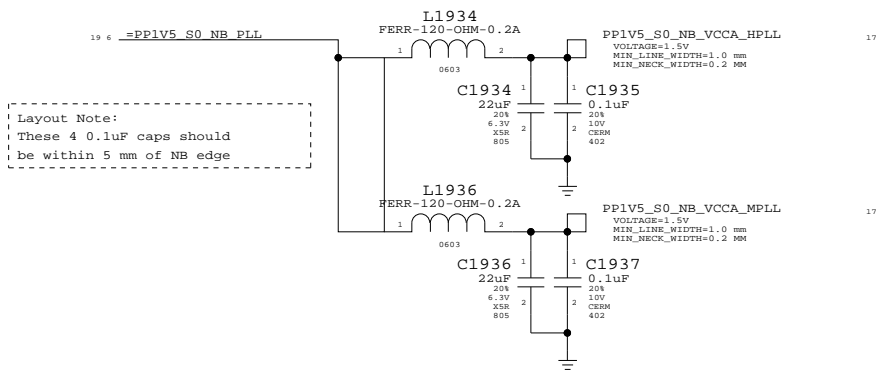 L1934
FERR-120-OHM-0.2A
19 6 =PP1V5_S0_NB_PLL
1 2
0603
PP1V5_S0_NB_VCCA_HPLL 17
VOLTAGE=1.5V
MIN_LINE_WIDTH=1.0 mm
MIN_NECK_WIDTH=0.2 MM
C1934
22uF
20%
6.3V
X5R
805
1
2
1
2
C1935
0.1uF
20%
10V
CERM
402
Layout Note:
These 4 0.1uF caps should
be within 5 mm of NB edge
L1936
FERR-120-OHM-0.2A
1 2
0603
PP1V5_S0_NB_VCCA_MPLL 17
VOLTAGE=1.5V
MIN_LINE_WIDTH=1.0 mm
MIN_NECK_WIDTH=0.2 MM
C1936
22uF
20%
6.3V
X5R
805
1
2
1
2
C1937
0.1uF
20%
10V
CERM
402